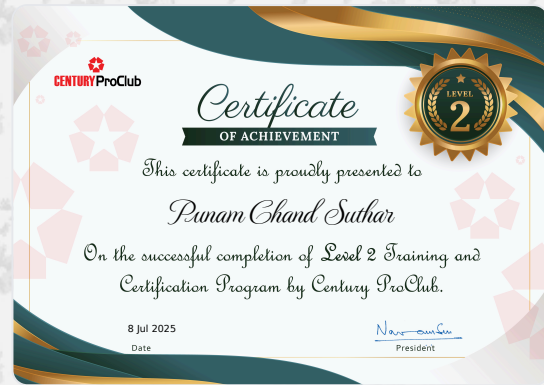 CENTURY ProClub
LEVEL
2
Certificate
OF ACHIEVEMENT
This certificate is proudly presented to
Punam Chand Suthar
On the successful completion of Level 2 Training and
Certification Program by Century ProClub.
8 Jul 2025
Date
President